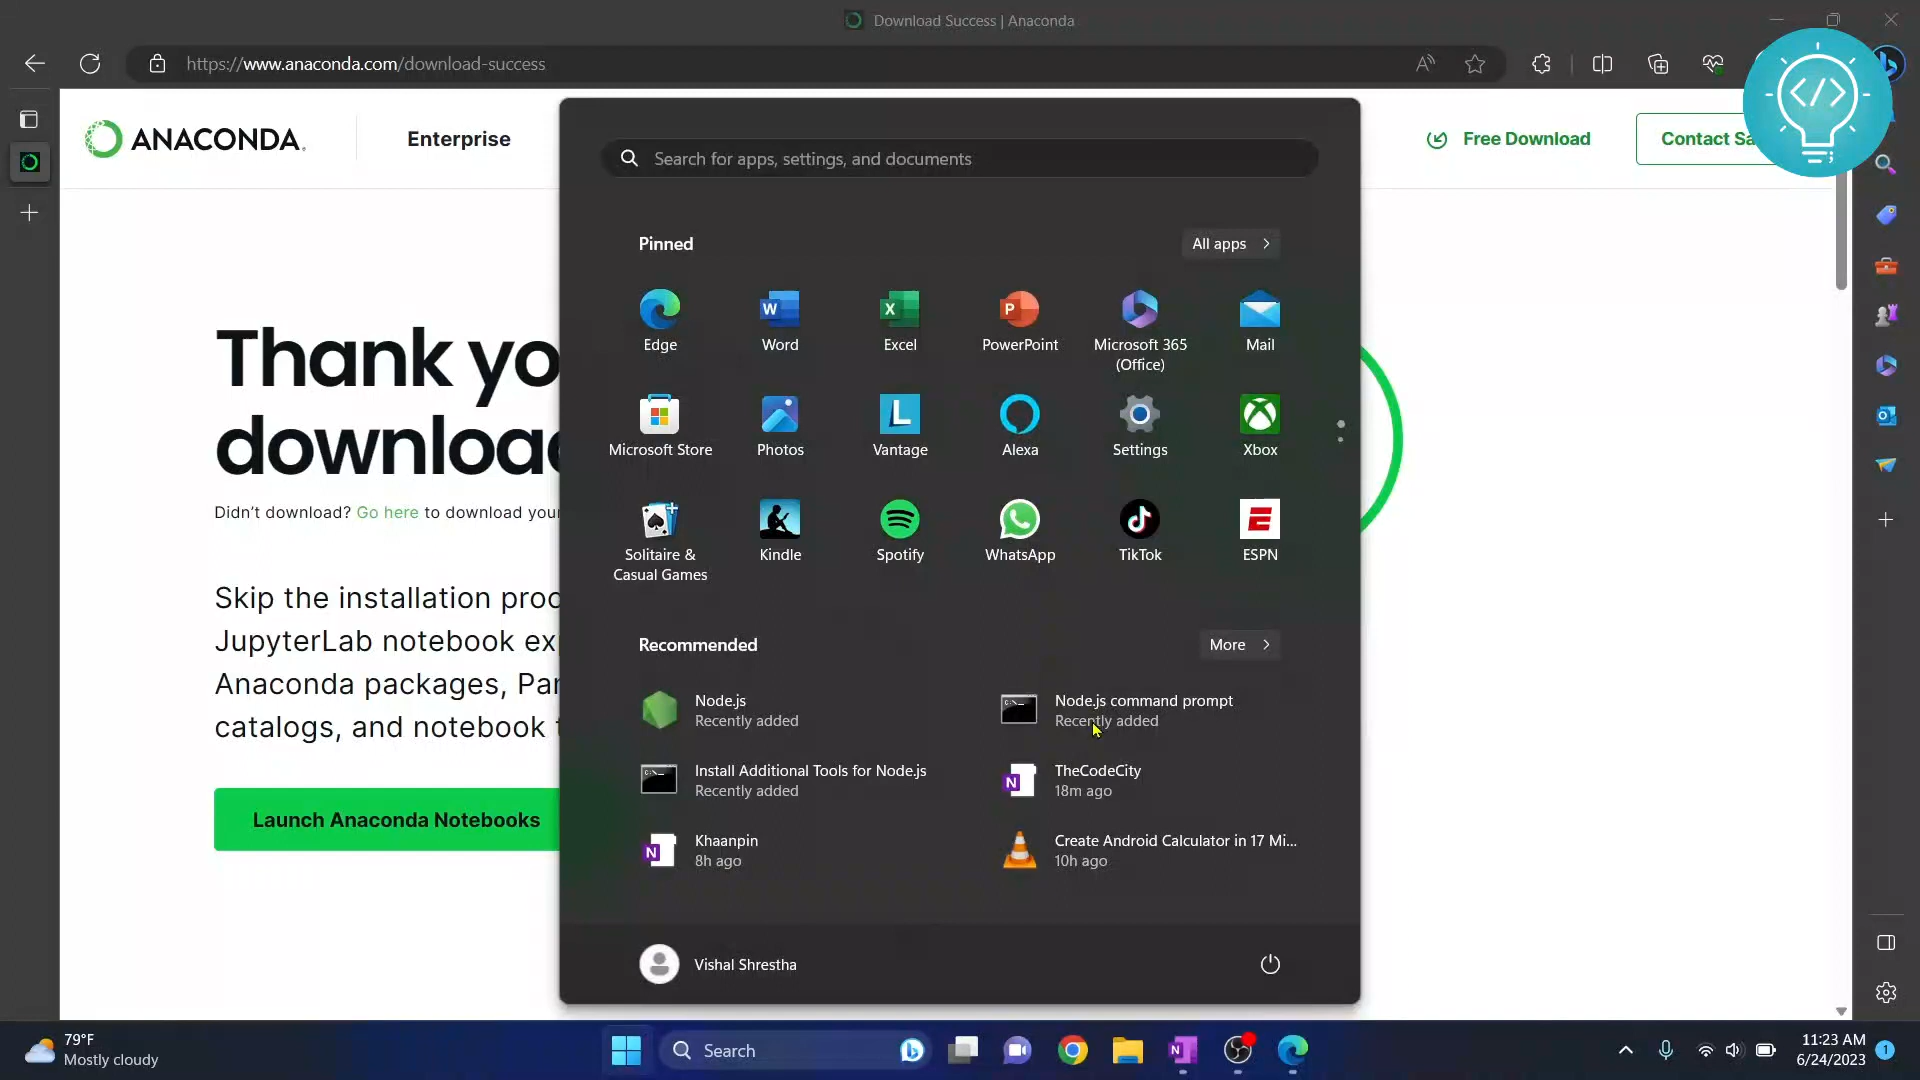 Download Success | Anaconda
https://www.anaconda.com/download-success
ANACONDA.
Enterprise
Free Download
Contact Sa
</>
Search for apps, settings, and documents
Pinned
All apps
Edge
Word
Excel
PowerPoint
Microsoft 365
(Office)
Mail
Microsoft Store
Photos
Vantage
Alexa
Settings
Xbox
Solitaire &
Casual Games
Kindle
Spotify
WhatsApp
TikTok
ESPN
Thank yo
download
Didn't download? Go here to download your
Skip the installation proc
JupyterLab notebook ex
Anaconda packages, Par
catalogs, and notebook t
Launch Anaconda Notebooks
Recommended
More
Node.js
Recently added
Node.js command prompt
Recently added
Install Additional Tools for Node.js
Recently added
TheCodeCity
18m ago
Khaanpin
8h ago
Create Android Calculator in 17 Mi...
10h ago
Vishal Shrestha
79°F
Mostly cloudy
Search
11:23 AM
6/24/2023
1